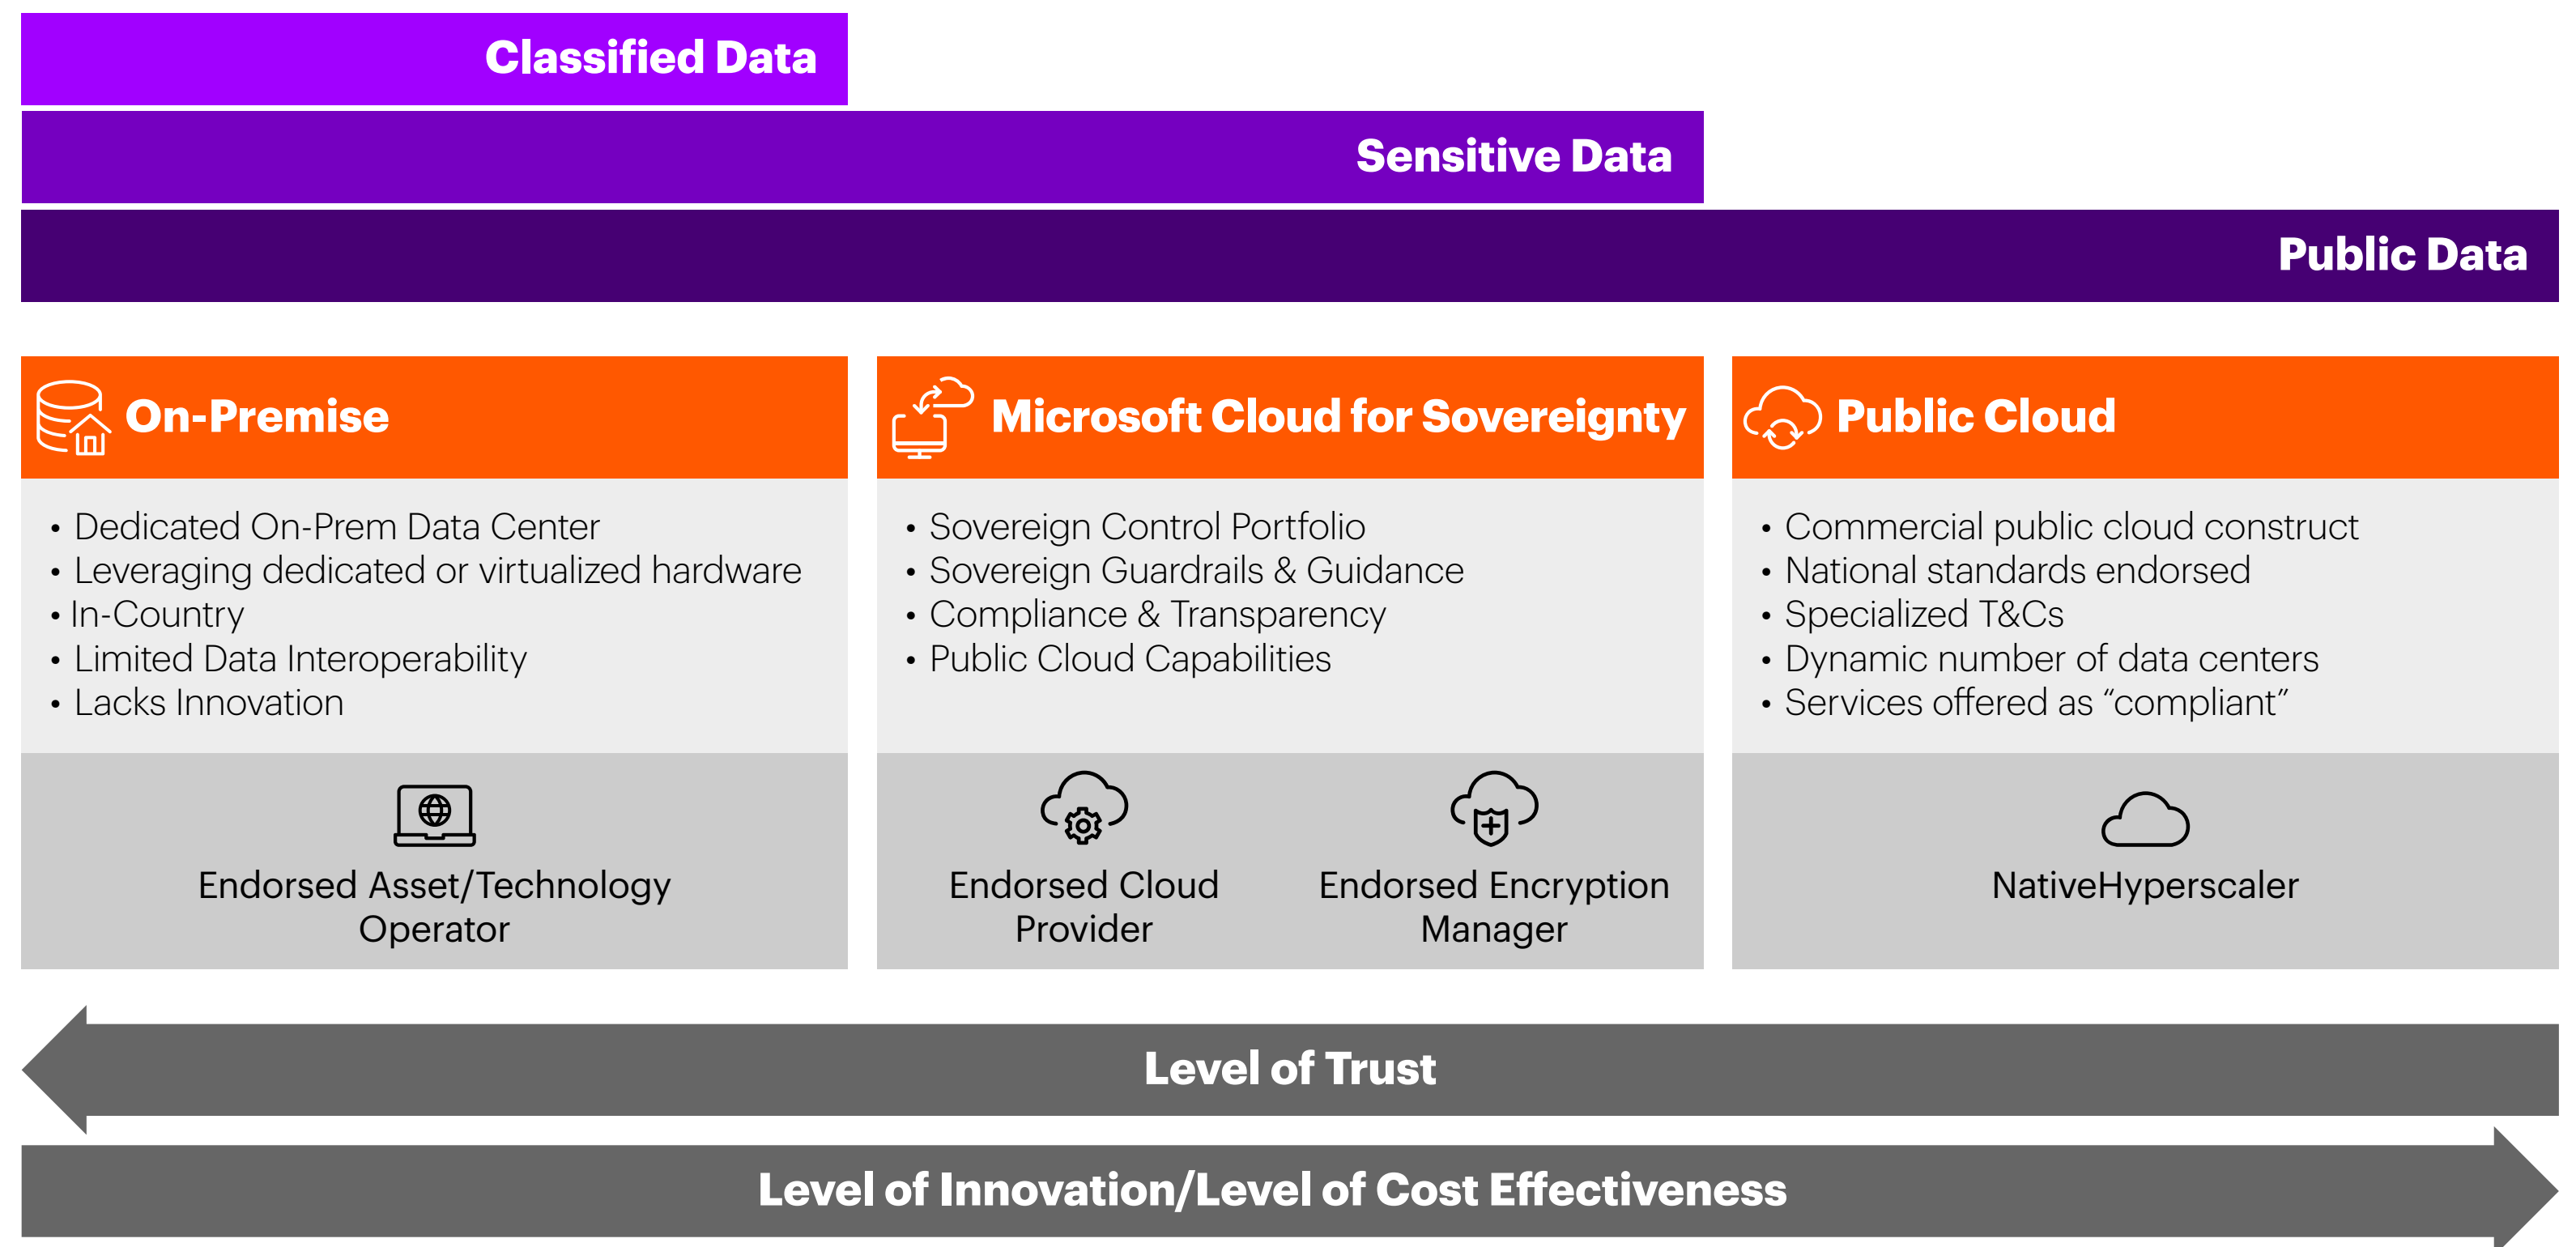 Classified Data
Sensitive Data
Public Data
On-Premise
• Dedicated On-Prem Data Center
• Leveraging dedicated or virtualized hardware
• In-Country
• Limited Data Interoperability
• Lacks Innovation
Endorsed Asset/Technology
Operator
Microsoft Cloud for Sovereignty
• Sovereign Control Portfolio
• Sovereign Guardrails & Guidance
• Compliance & Transparency
• Public Cloud Capabilities
Endorsed Cloud
Provider
Endorsed Encryption
Manager
Public Cloud
• Commercial public cloud construct
• National standards endorsed
• Specialized T&Cs
• Dynamic number of data centers
• Services offered as “compliant”
NativeHyperscaler
Level of Trust
Level of Innovation/Level of Cost Effectiveness